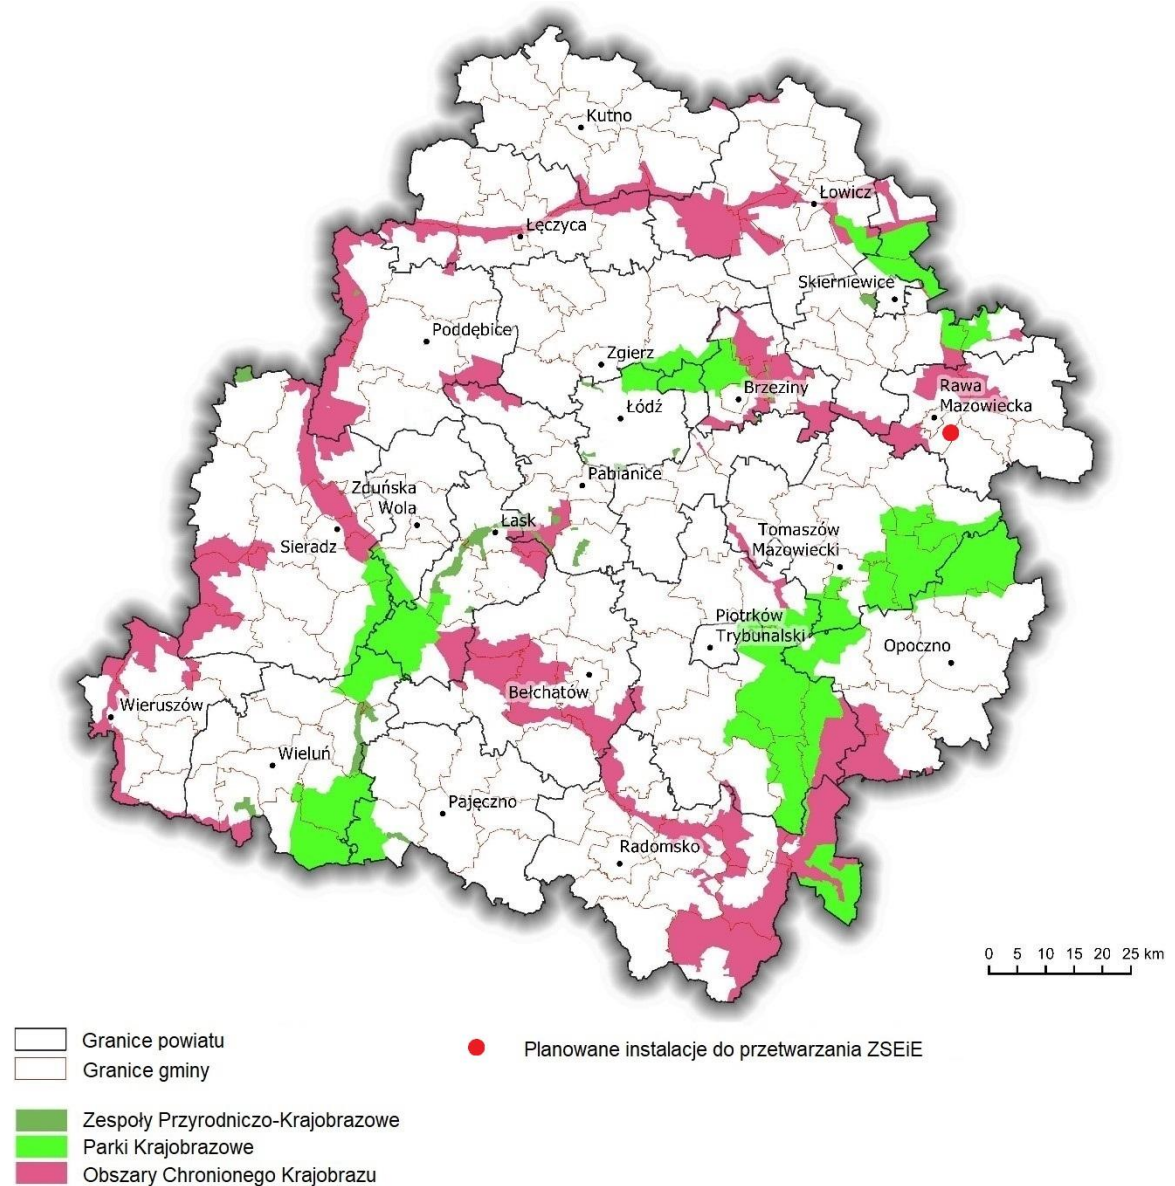 Kutno
Łowicz
Łęczyca
Skierniewice
Poddębice
Zgierz
Rawa
Mazowiecka
Brzeziny
Łódź
Pabianice
Zduńska
Wola
Łask
Sieradz
Tomaszów
Mazowiecki
Piotrków
Trybunalski
Opoczno
Bełchatów
Wieruszów
Wieluń
Pajęczno
Radomsko
0 5 10 15 20 25 km
Granice powiatu
Granice gminy
Planowane instalacje do przetwarzania ZSEiE
Zespoły Przyrodniczo-Krajobrazowe
Parki Krajobrazowe
Obszary Chronionego Krajobrazu